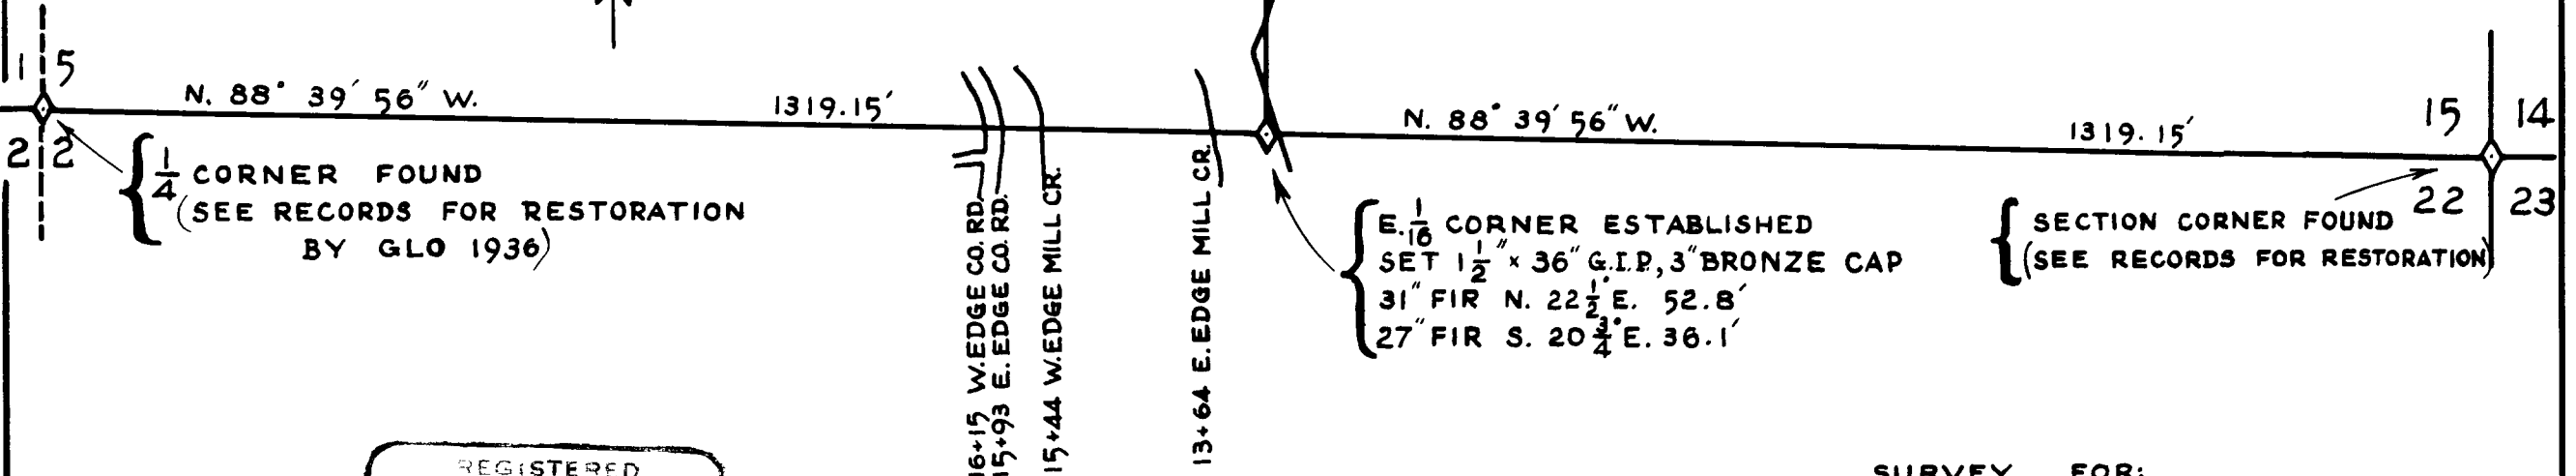 1 5
2 2
N. 88° 39′ 56″ W.
1319.15′
1/4 CORNER FOUND
(SEE RECORDS FOR RESTORATION
BY GLO 1936)
16+15 W.EDGE CO. RD.
15+93 E. EDGE CO. RD.
15+44 W.EDGE MILL CR.
13+64 E. EDGE MILL CR.
N. 88° 39′ 56″ W.
1319.15′
E. 1/16 CORNER ESTABLISHED
SET 1 1/2″ × 36″ G.I.P., 3″ BRONZE CAP
31″ FIR N. 22 1/2° E. 52.8′
27″ FIR S. 20 3/4° E. 36.1′
15 14
22 23
SECTION CORNER FOUND
(SEE RECORDS FOR RESTORATION)
REGISTERED
SURVEY FOR: